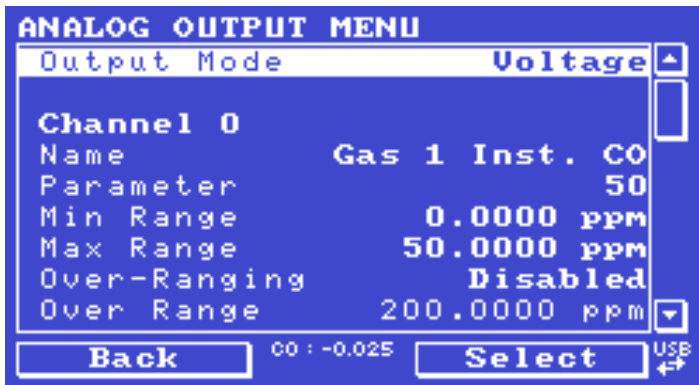 ANALOG OUTPUT MENU
Output Mode Voltage
Channel 0
Name Gas 1 Inst. CO
Parameter 50
Min Range 0.0000 ppm
Max Range 50.0000 ppm
Over-Ranging Disabled
Over Range 200.0000 ppm
Back CO:-0.025 Select USB